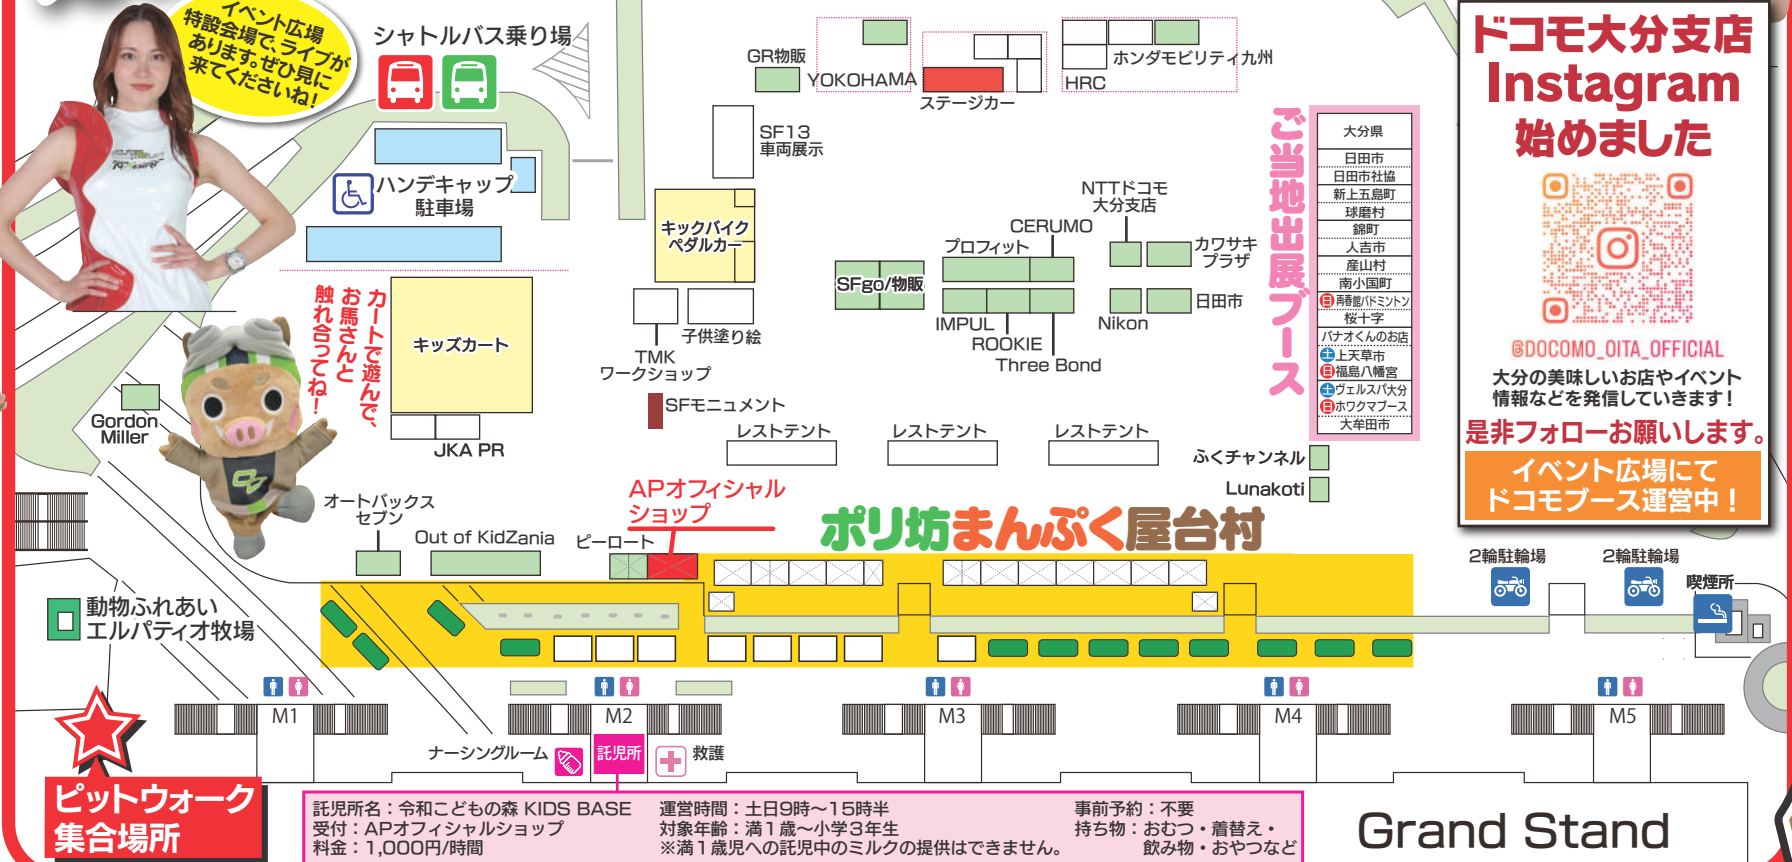 イベント広場
特設会場で、ライブが
あります。ぜひ見に
来てくださいね！
シャトルバス乗り場
ハンデキャップ
駐車場
カートで遊んで、
お馬さんと
触れ合ってね！
キッズカート
JKA PR
Gordon
Miller
GR物販
YOKOHAMA
ステージカー
HRC
ホンダモビリティ九州
SF13
車両展示
キックバイク
ペダルカー
TMK
ワークショップ
子供塗り絵
SFモニュメント
SFgo/物販
プロフィット
CERUMO
NTTドコモ
大分支店
カワサキ
プラザ
IMPUL
ROOKIE
Three Bond
Nikon
日田市
レストテント
レストテント
レストテント
ご当地出展ブース
大分県
日田市
日田市社協
新上五島町
球磨村
錦町
人吉市
産山村
南小国町
日再春館バドミントン
桜十字
バナオくんのお店
土上天草市
日福島八幡宮
土ヴェルスパ大分
日ホワクマブース
大牟田市
ふくチャンネル
Lunakoti
ドコモ大分支店
Instagram
始めました
@DOCOMO_OITA_OFFICIAL
大分の美味しいお店やイベント
情報などを発信していきます！
是非フォローお願いします。
イベント広場にて
ドコモブース運営中！
オートバックス
セブン
Out of KidZania
ピーロート
APオフィシャル
ショップ
ポリ坊まんぷく屋台村
2輪駐輪場
2輪駐輪場
喫煙所
動物ふれあい
エルパティオ牧場
M1
M2
M3
M4
M5
ナーシングルーム
託児所
救護
ピットウォーク
集合場所
託児所名：令和こどもの森 KIDS BASE
受付：APオフィシャルショップ
料金：1,000円/時間
運営時間：土日9時～15時半
対象年齢：満1歳～小学3年生
※満1歳児への託児中のミルクの提供はできません。
事前予約：不要
持ち物：おむつ・着替え・
飲み物・おやつなど
Grand Stand